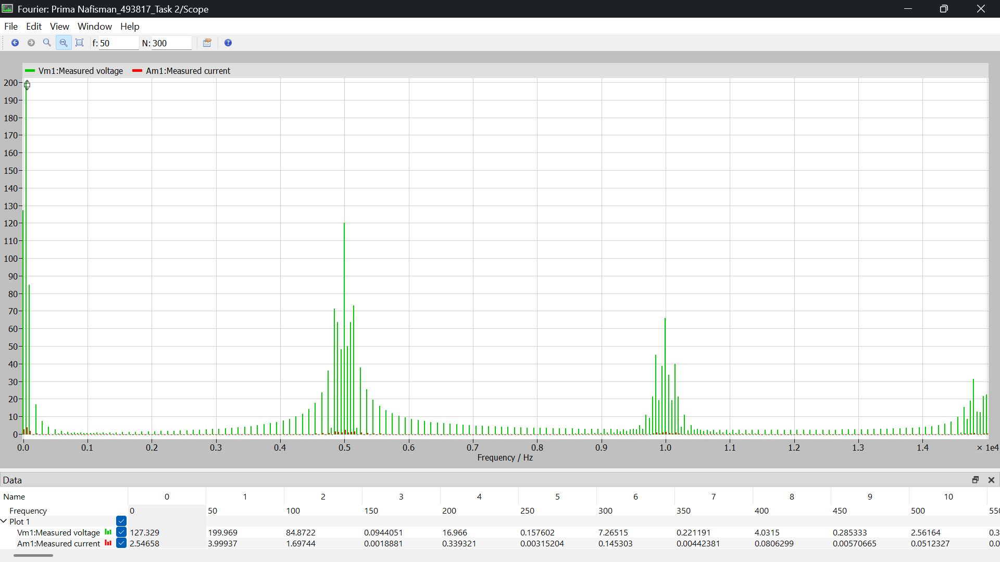 Fourier: Prima Nafisman_493817_Task 2/Scope
File Edit View Window Help
f: 50 N: 300
Vm1:Measured voltage Am1:Measured current
200
190
180
170
160
150
140
130
120
110
100
90
80
70
60
50
40
30
20
10
0
0.0 0.1 0.2 0.3 0.4 0.5 0.6 0.7 0.8 0.9 1.0 1.1 1.2 1.3 1.4 × 1e4
Frequency / Hz
Data
Name 0 1 2 3 4 5 6 7 8 9 10
Frequency 0 50 100 150 200 250 300 350 400 450 500 550
Plot 1
Vm1:Measured voltage 127.329 199.969 84.8722 0.0944051 16.966 0.157602 7.26515 0.221191 4.0315 0.285333 2.56164 0.3
Am1:Measured current 2.54658 3.99937 1.69744 0.0018881 0.339321 0.00315204 0.145303 0.00442381 0.0806299 0.00570665 0.0512327 0.0